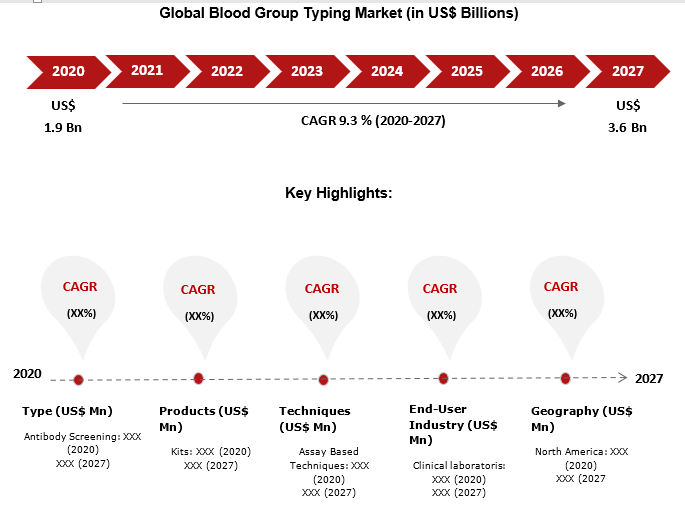 Global Blood Group Typing Market (in US$ Billions)
2020 2021 2022 2023 2024 2025 2026 2027
US$
1.9 Bn
CAGR 9.3 % (2020-2027)
US$
3.6 Bn
Key Highlights:
CAGR
(XX%)
CAGR
(XX%)
CAGR
(XX%)
CAGR
(XX%)
CAGR
(XX%)
2020
2027
Type (US$ Mn)
Antibody Screening: XXX
(2020)
XXX (2027)
Products (US$
Mn)
Kits: XXX (2020)
XXX (2027)
Techniques
(US$ Mn)
Assay Based
Techniques: XXX
(2020)
XXX (2027)
End-User
Industry (US$
Mn)
Clinical laboratoris:
XXX (2020)
XXX (2027)
Geography (US$
Mn)
North America: XXX
(2020)
XXX (2027